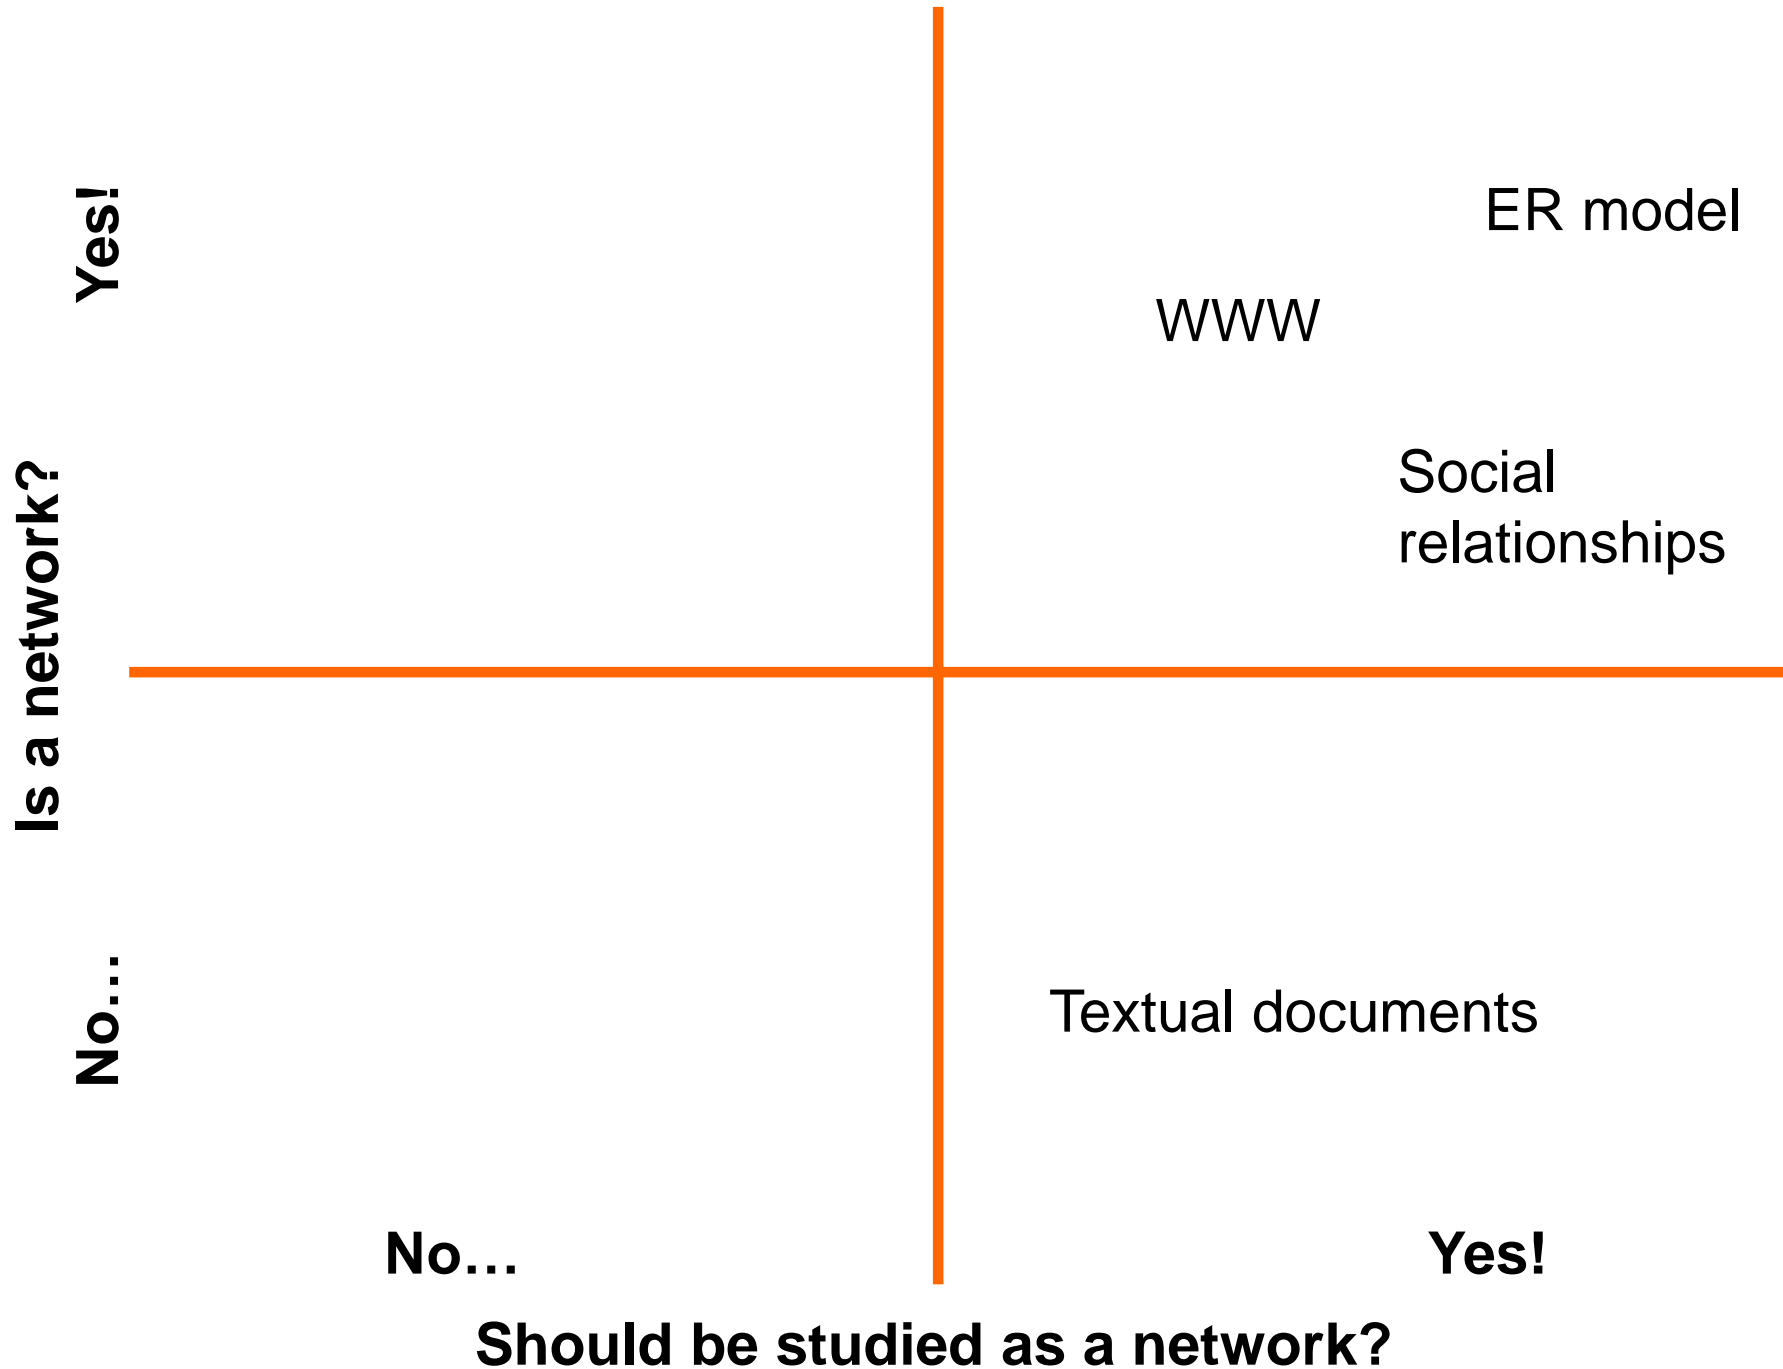 Yes!
ER model
WWW
Is a network?
Social
relationships
No…
Textual documents
No…
Yes!
Should be studied as a network?